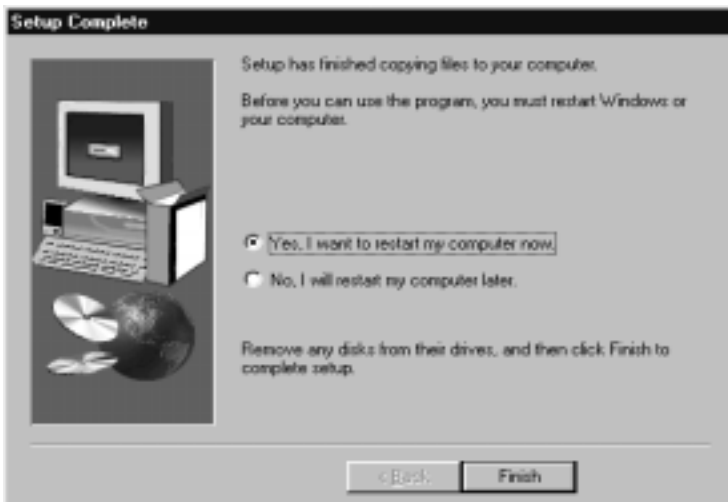 Setup Complete
Setup has finished copying files to your computer.
Before you can use the program, you must restart Windows or
your computer.
Yes, I want to restart my computer now.
No, I will restart my computer later.
Remove any disks from their drives, and then click Finish to
complete setup.
< Back
Finish